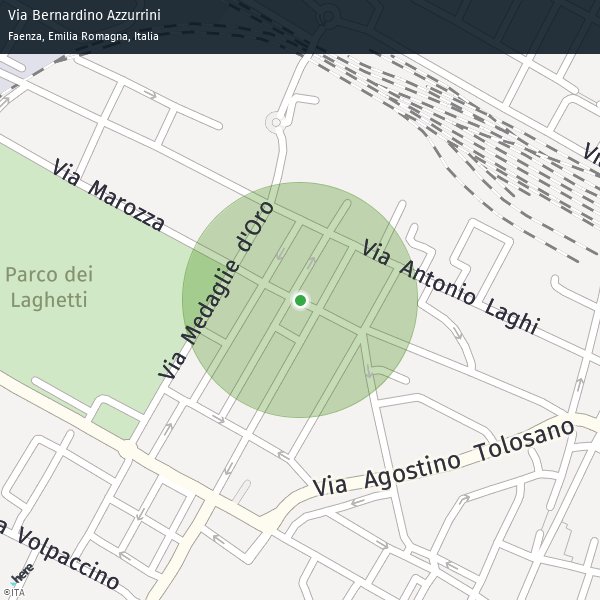 Via Bernardino Azzurrini
Faenza, Emilia Romagna, Italia
Via
Via Marozza
Via Medaglie d'Oro
Via Antonio Laghi
Parco dei
Laghetti
Via Agostino Tolosano
a Volpaccino
here
©ITA